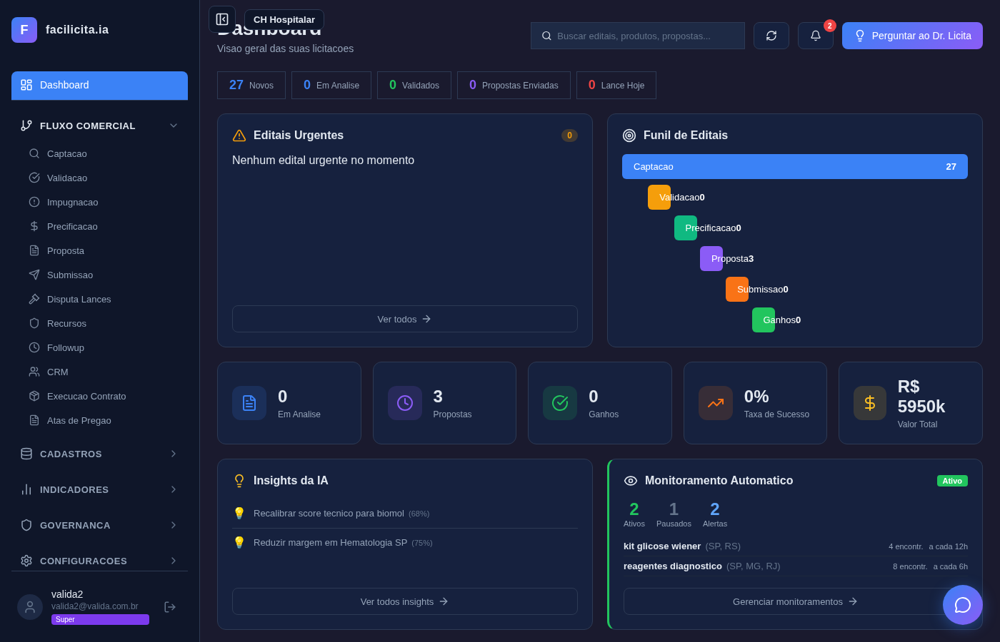 F facilicita.ia
Dashboard
FLUXO COMERCIAL
Captacao
Validacao
Impugnacao
Precificacao
Proposta
Submissao
Disputa Lances
Recursos
Followup
CRM
Execucao Contrato
Atas de Pregao
CADASTROS
INDICADORES
GOVERNANCA
CONFIGURACOES
valida2
valida2@valida.com.br
Super
CH Hospitalar
Dashboard
Visao geral das suas licitacoes
Buscar editais, produtos, propostas...
2
Perguntar ao Dr. Licita
27 Novos
0 Em Analise
0 Validados
0 Propostas Enviadas
0 Lance Hoje
Editais Urgentes 0
Nenhum edital urgente no momento
Ver todos
Funil de Editais
Captacao 27
Validacao0
Precificacao0
Proposta3
Submissao0
Ganhos0
0
Em Analise
3
Propostas
0
Ganhos
0%
Taxa de Sucesso
R$
5950k
Valor Total
Insights da IA
Recalibrar score tecnico para biomol (68%)
Reduzir margem em Hematologia SP (75%)
Ver todos insights
Monitoramento Automatico Ativo
2 1 2
Ativos Pausados Alertas
kit glicose wiener (SP, RS) 4 encontr. a cada 12h
reagentes diagnostico (SP, MG, RJ) 8 encontr. a cada 6h
Gerenciar monitoramentos